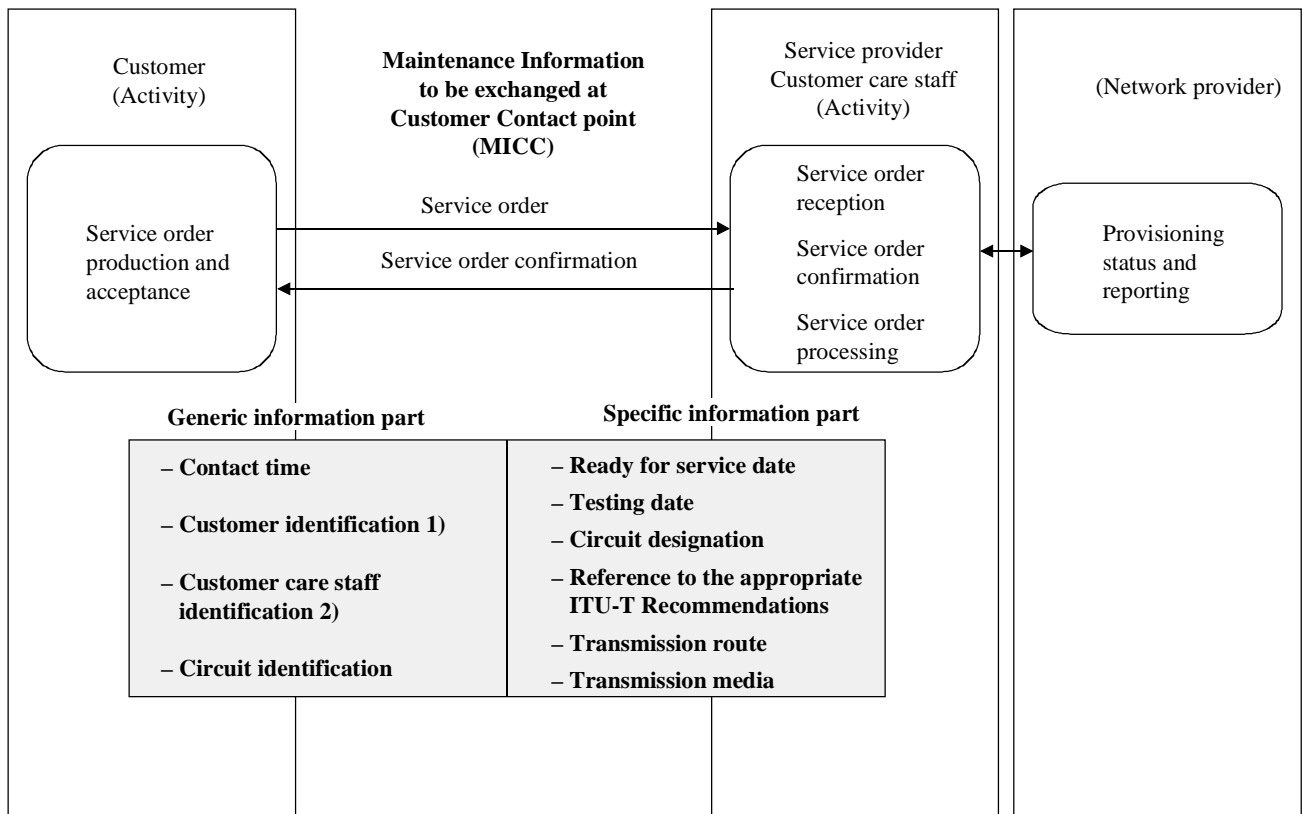 Customer
(Activity)
Maintenance Information
to be exchanged at
Customer Contact point
(MICC)
Service provider
Customer care staff
(Activity)
(Network provider)
Service order
production and
acceptance
Service order
Service order confirmation
Service order
reception
Service order
confirmation
Service order
processing
Provisioning
status and
reporting
Generic information part
– Contact time
– Customer identification 1)
– Customer care staff
identification 2)
– Circuit identification
Specific information part
– Ready for service date
– Testing date
– Circuit designation
– Reference to the appropriate
ITU-T Recommendations
– Transmission route
– Transmission media